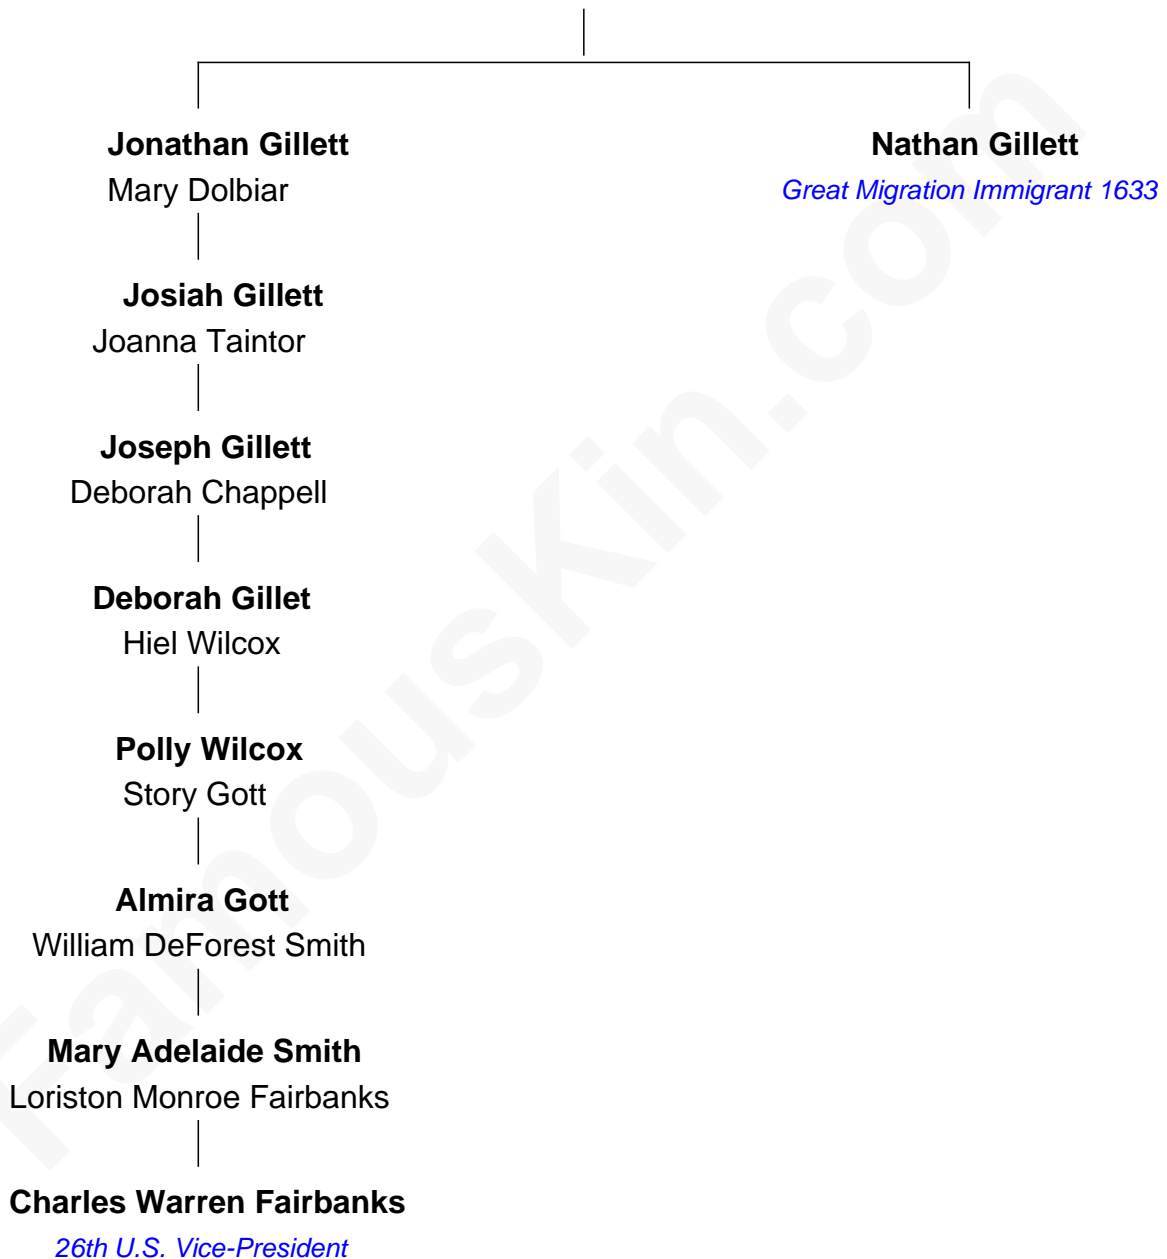 Jonathan Gillett
Mary Dolbiar
Nathan Gillett
Great Migration Immigrant 1633
Josiah Gillett
Joanna Taintor
Joseph Gillett
Deborah Chappell
Deborah Gillet
Hiel Wilcox
Polly Wilcox
Story Gott
Almira Gott
William DeForest Smith
Mary Adelaide Smith
Loriston Monroe Fairbanks
Charles Warren Fairbanks
26th U.S. Vice-President
FamousKin.com